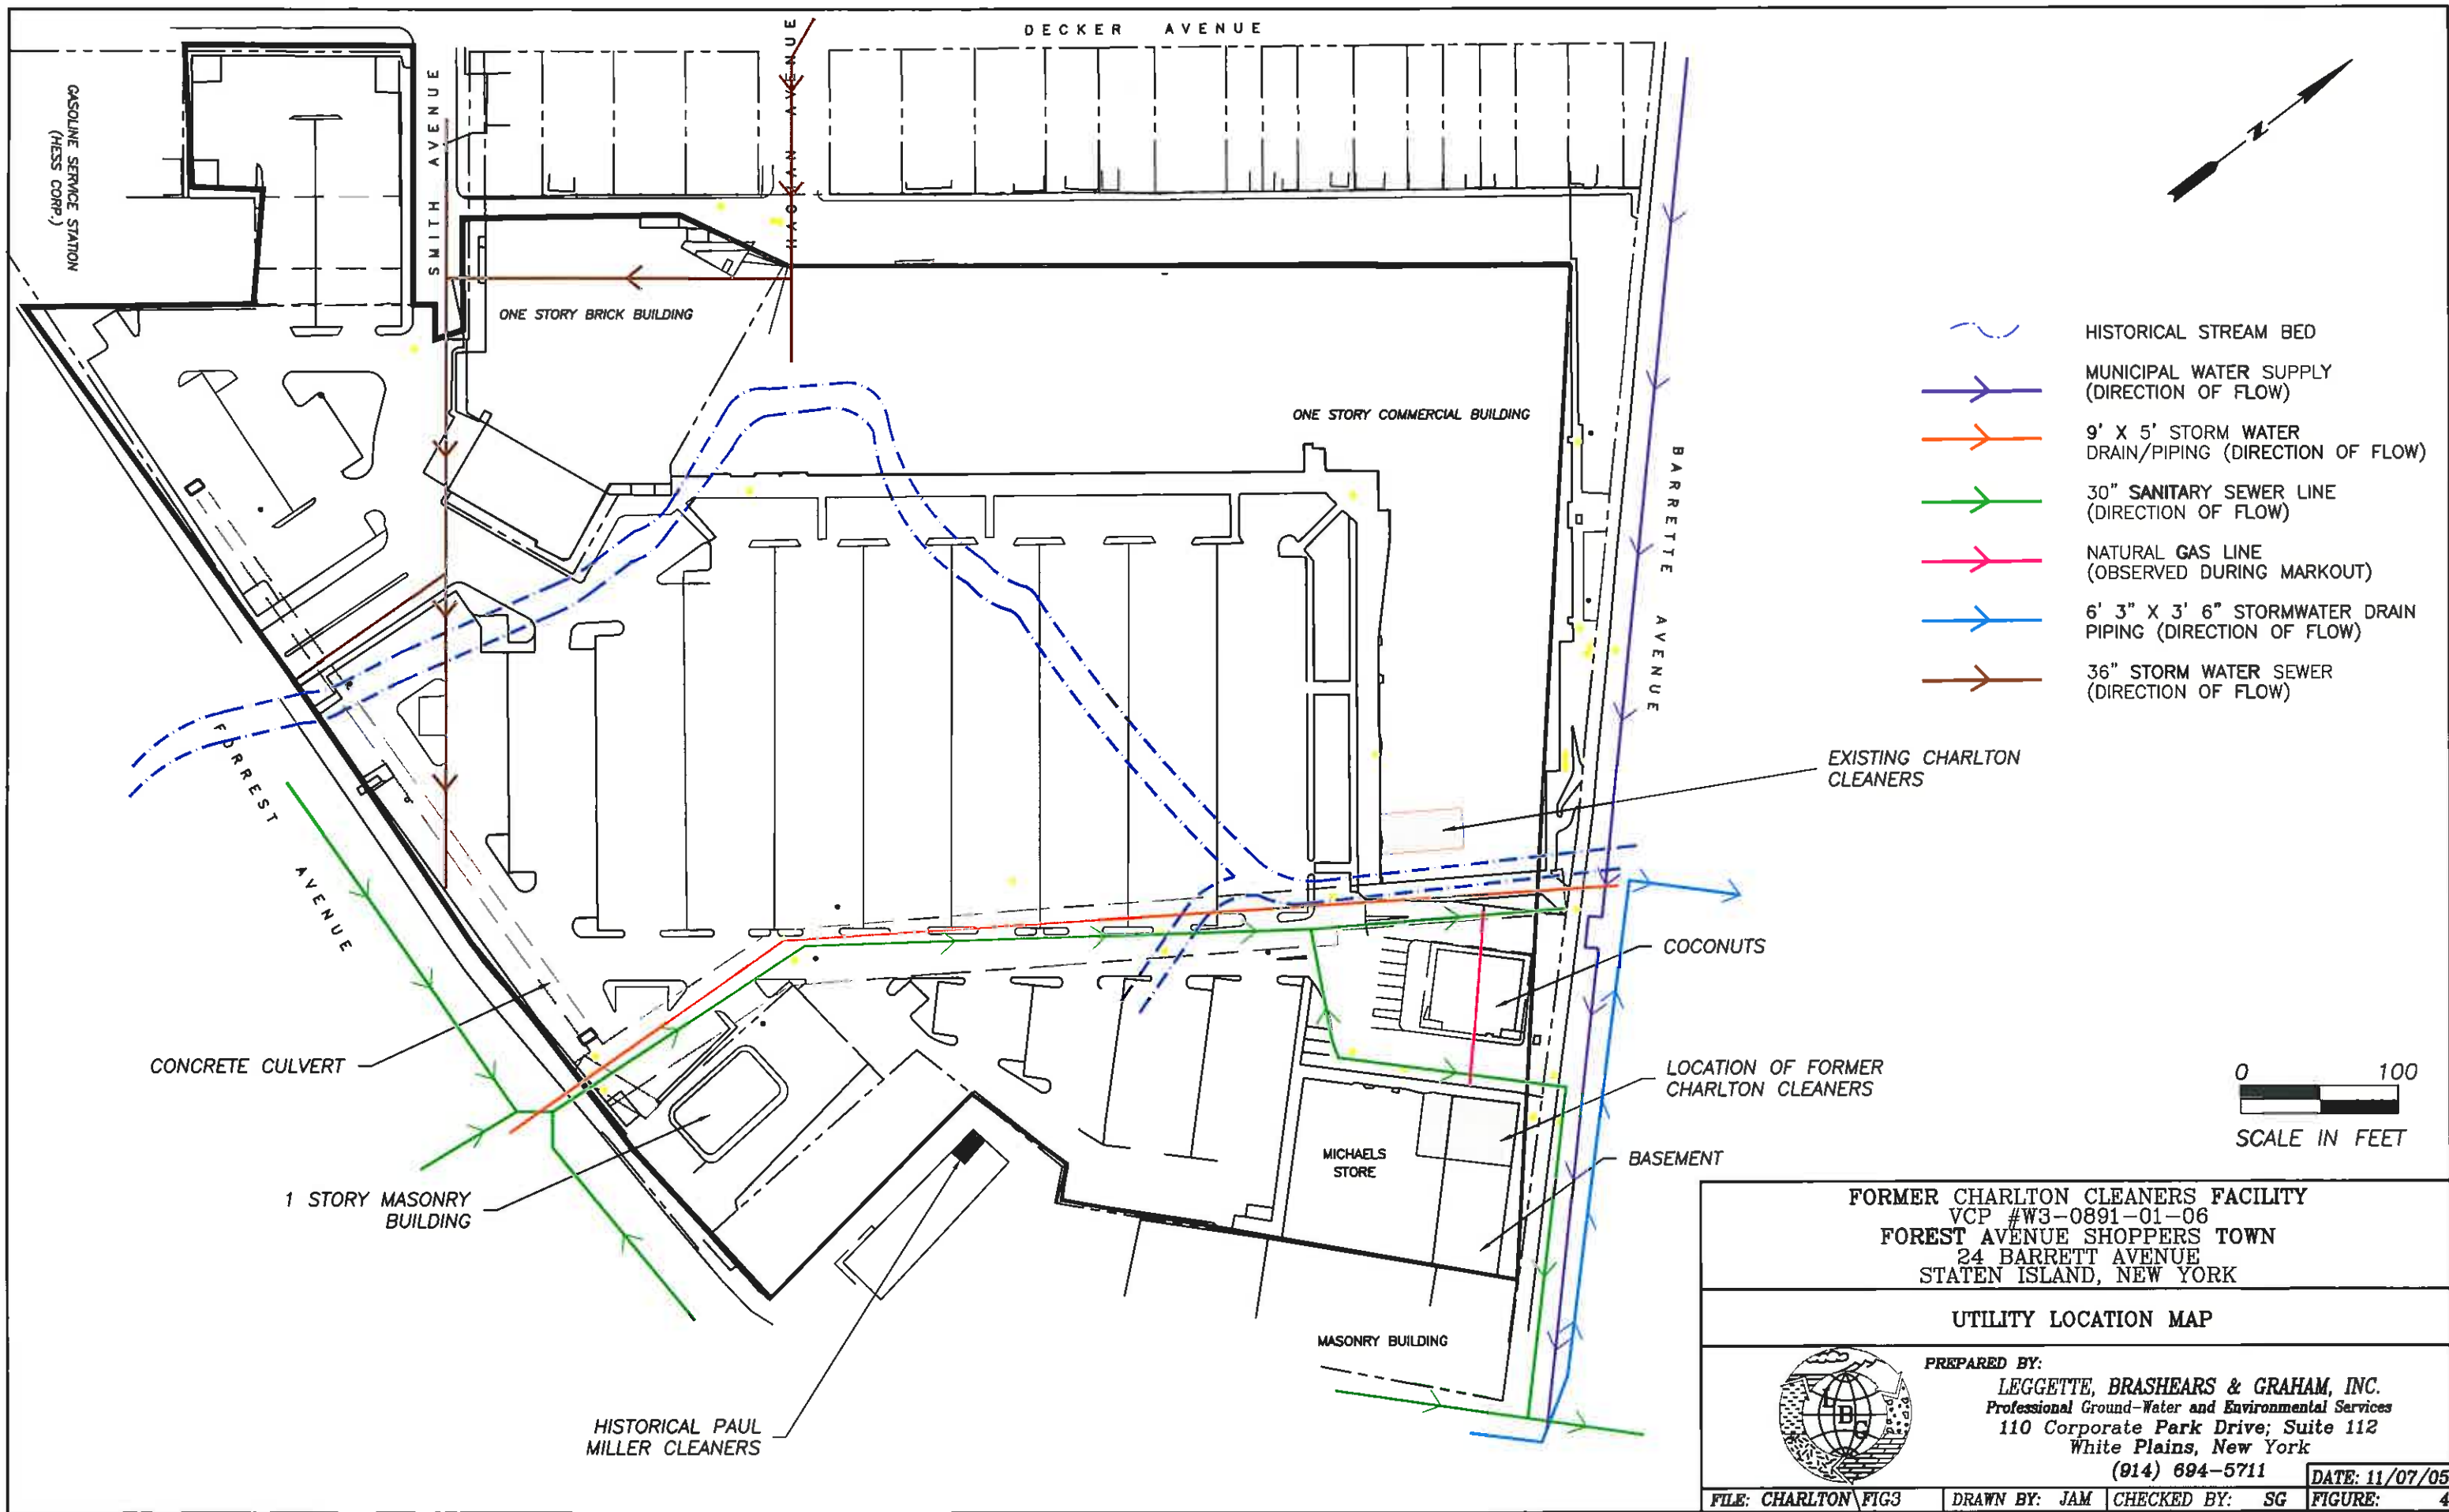 DECKER AVENUE
GASOLINE SERVICE STATION
(HESS CORP.)
SMITH AVENUE
AVENUE
N
ONE STORY BRICK BUILDING
ONE STORY COMMERCIAL BUILDING
BARRETTE AVENUE
HISTORICAL STREAM BED
MUNICIPAL WATER SUPPLY
(DIRECTION OF FLOW)
9' X 5' STORM WATER
DRAIN/PIPING (DIRECTION OF FLOW)
30" SANITARY SEWER LINE
(DIRECTION OF FLOW)
NATURAL GAS LINE
(OBSERVED DURING MARKOUT)
6' 3" X 3' 6" STORMWATER DRAIN
PIPING (DIRECTION OF FLOW)
36" STORM WATER SEWER
(DIRECTION OF FLOW)
FORREST AVENUE
EXISTING CHARLTON
CLEANERS
COCONUTS
CONCRETE CULVERT
LOCATION OF FORMER
CHARLTON CLEANERS
MICHAELS
STORE
BASEMENT
1 STORY MASONRY
BUILDING
MASONRY BUILDING
HISTORICAL PAUL
MILLER CLEANERS
0 100
SCALE IN FEET
FORMER CHARLTON CLEANERS FACILITY
VCP #W3-0891-01-06
FOREST AVENUE SHOPPERS TOWN
24 BARRETT AVENUE
STATEN ISLAND, NEW YORK
UTILITY LOCATION MAP
PREPARED BY:
LEGGETTE, BRASHEARS & GRAHAM, INC.
Professional Ground-Water and Environmental Services
110 Corporate Park Drive; Suite 112
White Plains, New York
(914) 694-5711
LBG
DATE: 11/07/05
FILE: CHARLTON\FIG3 DRAWN BY: JAM CHECKED BY: SG FIGURE: 4